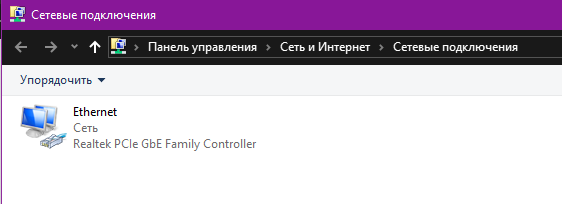 Сетевые подключения
Панель управления > Сеть и Интернет > Сетевые подключения
Упорядочить
Ethernet
Сеть
Realtek PCIe GbE Family Controller